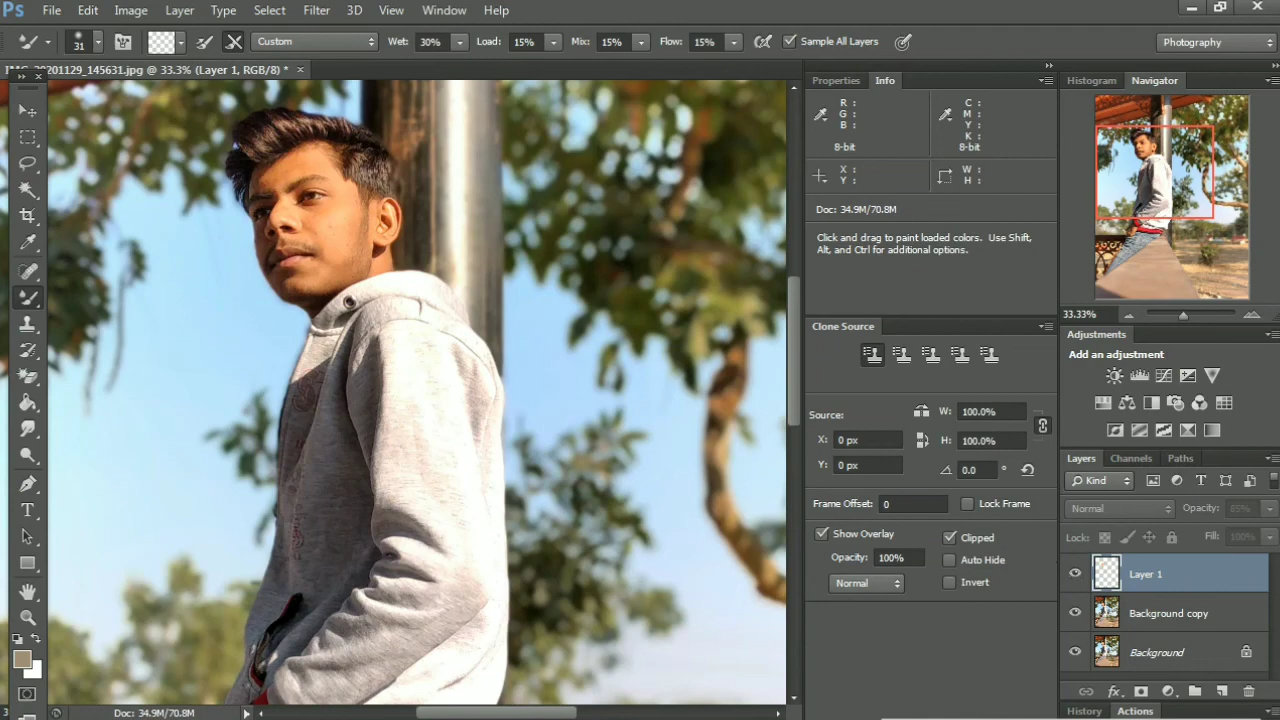 Ps File Edit Image Layer Type Select Filter 3D View Window Help
31 Custom Wet: 30% Load: 15% Mix: 15% Flow: 15% Sample All Layers Photography
IMG_20201129_145631.jpg @ 33.3% (Layer 1, RGB/8) * ×
Properties Info
R:
G:
B:
8-bit
C:
M:
Y:
K:
8-bit
X:
Y:
W:
H:
Doc: 34.9M/70.8M
Click and drag to paint loaded colors. Use Shift,
Alt, and Ctrl for additional options.
Clone Source
Source:
W: 100.0%
X: 0 px
H: 100.0%
Y: 0 px
0.0 °
Frame Offset: 0 Lock Frame
Show Overlay Clipped
Opacity: 100% Auto Hide
Normal Invert
Histogram Navigator
33.33%
Adjustments
Add an adjustment
Layers Channels Paths
Kind
Normal Opacity: 85%
Lock: Fill: 100%
Layer 1
Background copy
Background
fx
History Actions
3 Doc: 34.9M/70.8M